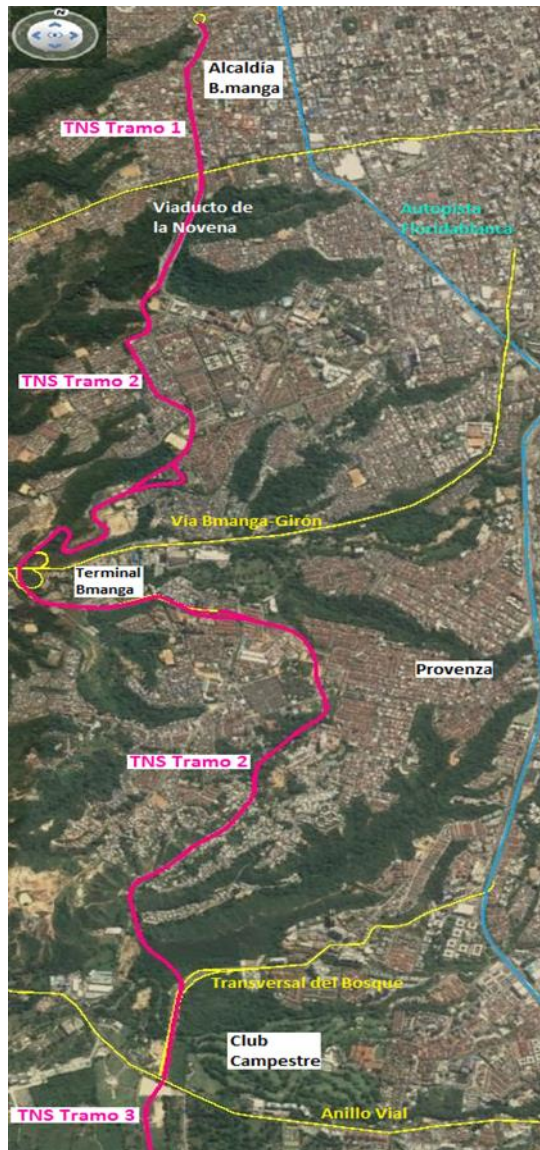 N
Alcaldía
B.manga
TNS Tramo 1
Viaducto de
la Novena
Autopista
Floridablanca
TNS Tramo 2
Vía Bmanga-Girón
Terminal
Bmanga
Provenza
TNS Tramo 2
Transversal del Bosque
Club
Campestre
TNS Tramo 3
Anillo Vial